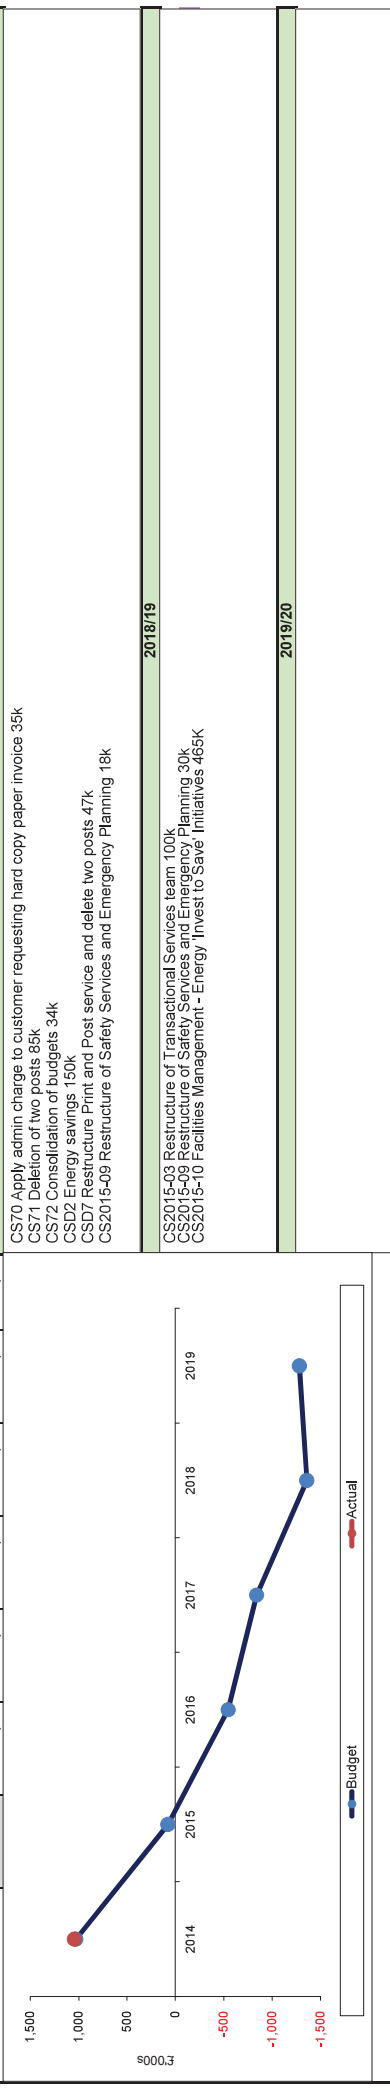 CS70 Apply admin charge to customer requesting hard copy paper invoice 35k
CS71 Deletion of two posts 85k
CS72 Consolidation of budgets 34k
CSD2 Energy savings 150k
CSD7 Restructure Print and Post service and delete two posts 47k
CS2015-09 Restructure of Safety Services and Emergency Planning 18k
2018/19
CS2015-03 Restructure of Transactional Services team 100k
CS2015-09 Restructure of Safety Services and Emergency Planning 30k
CS2015-10 Facilities Management - Energy 'Invest to Save' Initiatives 465K
2019/20
£'000s
1,500
1,000
500
0
-500
-1,000
-1,500
2014
2015
2016
2017
2018
2019
Budget
Actual